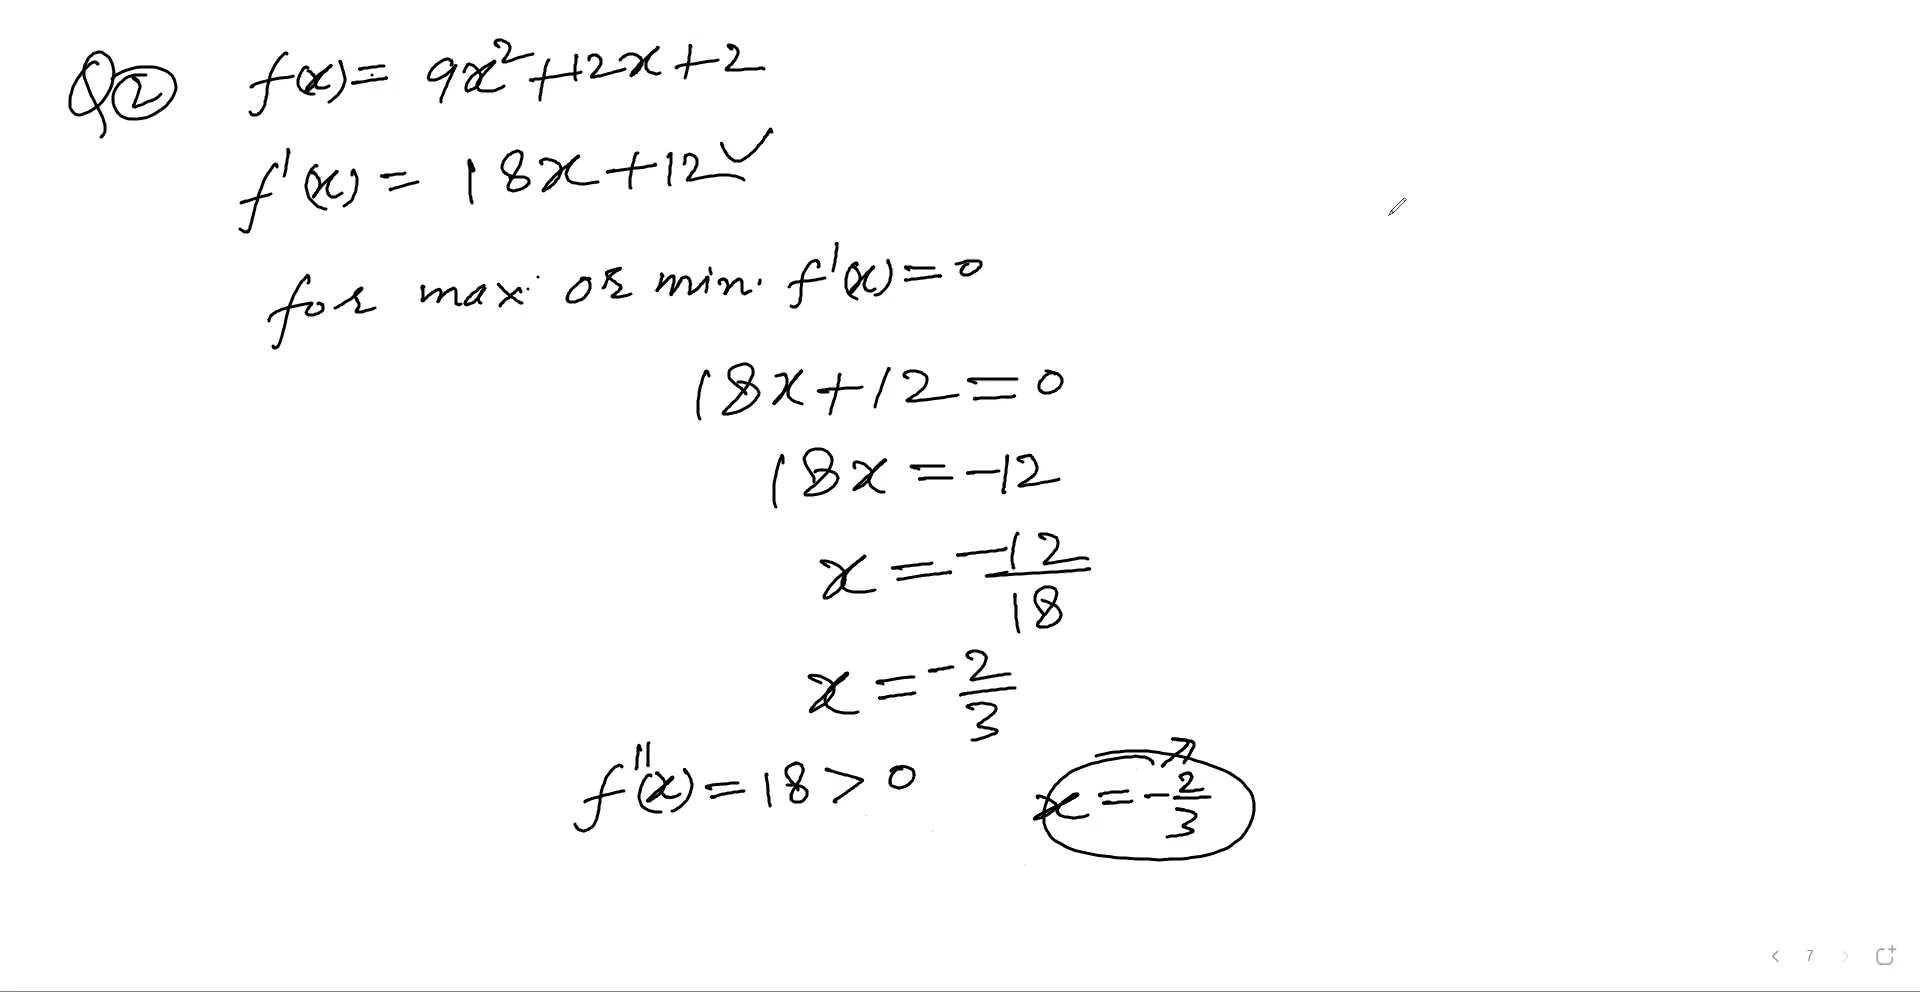 Q② f(x) = 9x²+12x+2
f'(x) = 18x+12 ✓
for max. or min. f'(x)=0
18x+12=0
18x=-12
x=-12/18
x=-2/3
f''(x)=18>0 x=-2/3
7